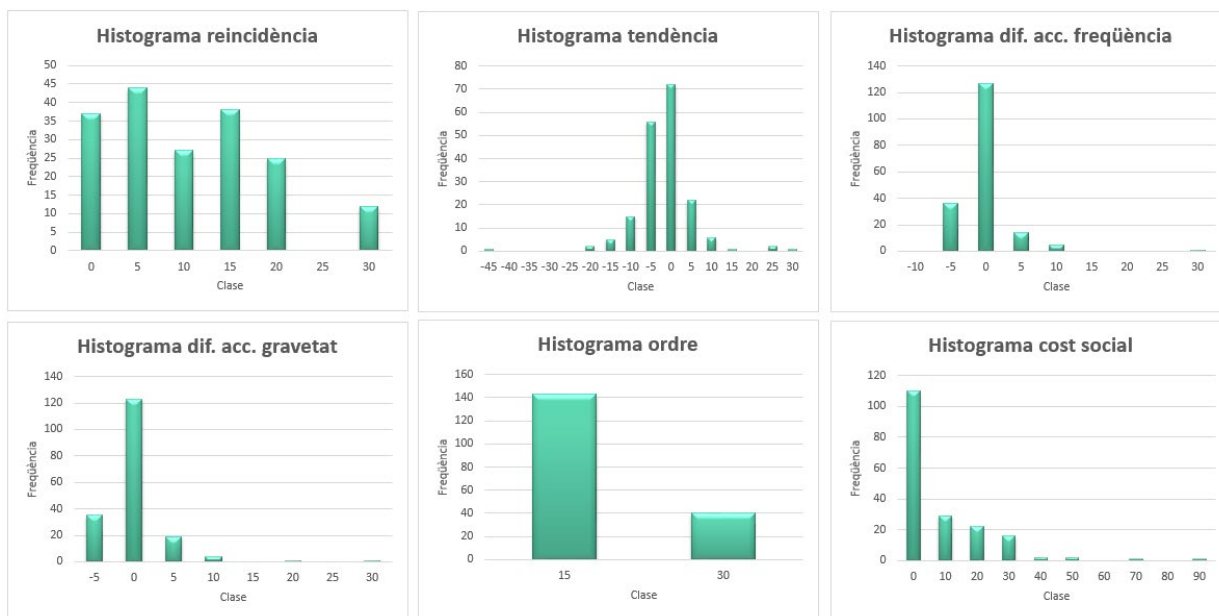 Histograma reincidència
50
45
40
35
30
25
20
15
10
5
0
Freqüència
0 5 10 15 20 25 30
Clase
Histograma tendència
80
70
60
50
40
30
20
10
0
Freqüència
-45 -40 -35 -30 -25 -20 -15 -10 -5 0 5 10 15 20 25 30
Clase
Histograma dif. acc. freqüència
140
120
100
80
60
40
20
0
Freqüència
-10 -5 0 5 10 15 20 25 30
Clase
Histograma dif. acc. gravetat
140
120
100
80
60
40
20
0
Freqüència
-5 0 5 10 15 20 30
Clase
Histograma ordre
160
140
120
100
80
60
40
20
0
Freqüència
15 30
Clase
Histograma cost social
120
100
80
60
40
20
0
Freqüència
0 10 20 30 40 50 60 70 80 90
Clase